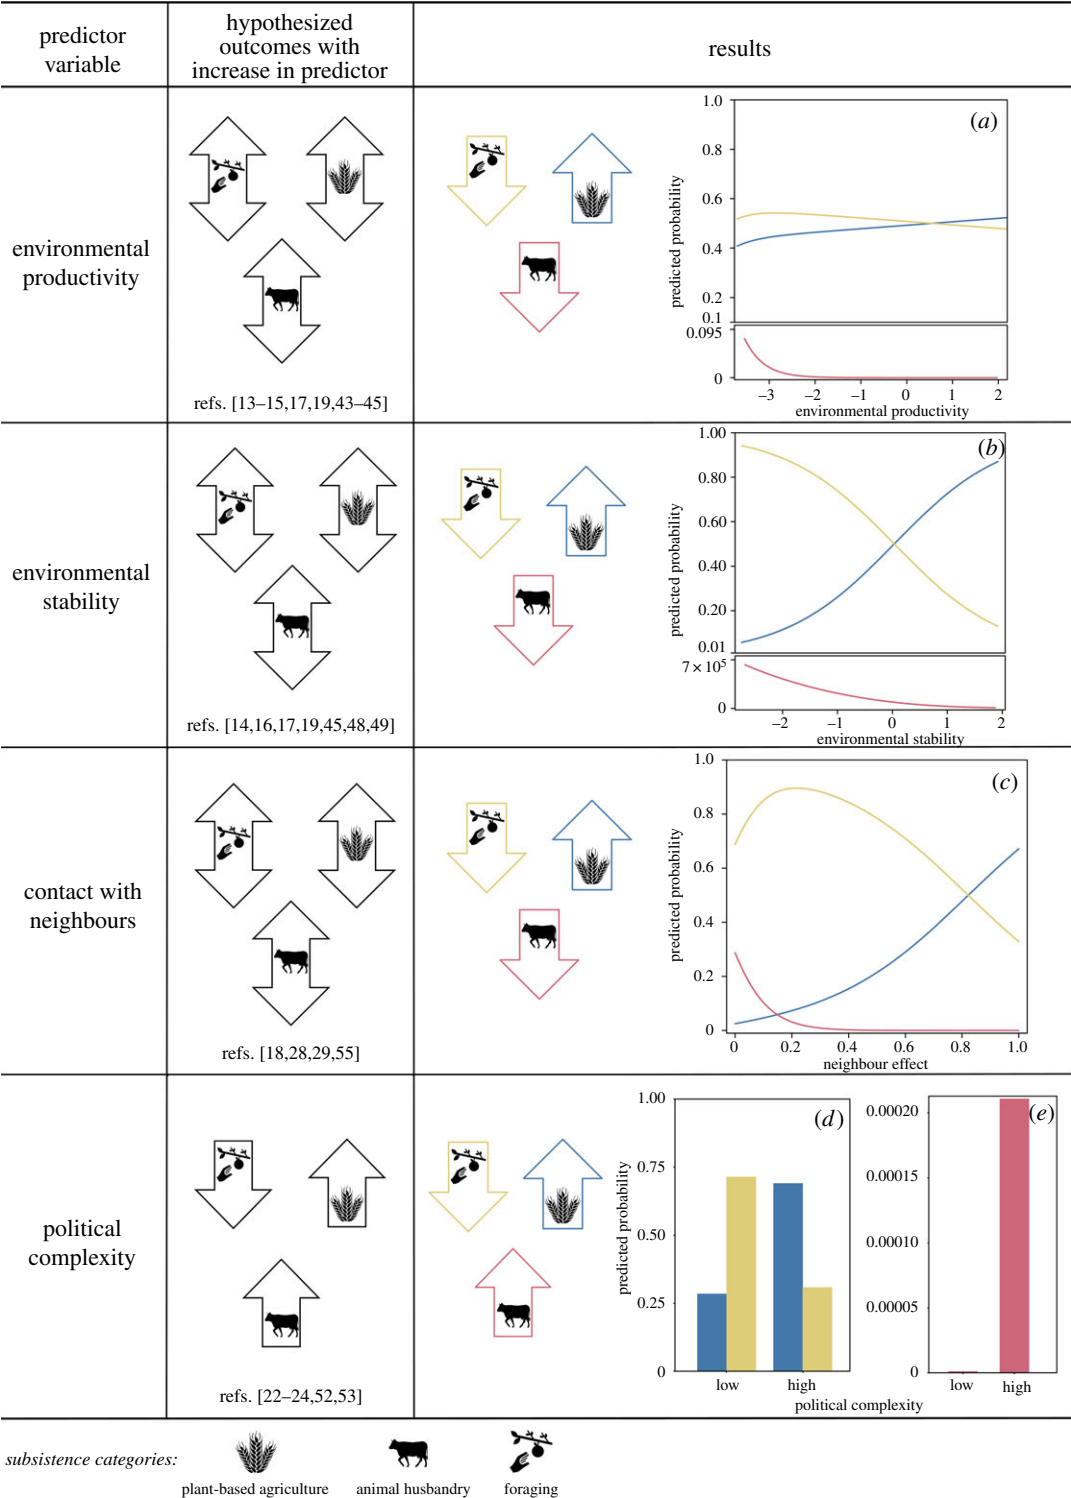 predictor
variable
hypothesized
outcomes with
increase in predictor
results
environmental
productivity
refs. [13–15,17,19,43–45]
(a)
predicted probability
1.0
0.8
0.6
0.4
0.2
0.1
0.095
0
–3 –2 –1 0 1 2
environmental productivity
environmental
stability
refs. [14,16,17,19,45,48,49]
(b)
predicted probability
1.00
0.80
0.60
0.40
0.20
0.01
7 × 10⁵
0
–2 –1 0 1 2
environmental stability
contact with
neighbours
refs. [18,28,29,55]
(c)
predicted probability
1.0
0.8
0.6
0.4
0.2
0
0 0.2 0.4 0.6 0.8 1.0
neighbour effect
political
complexity
refs. [22–24,52,53]
(d)
predicted probability
1.00
0.75
0.50
0.25
0
low high
(e)
0.00020
0.00015
0.00010
0.00005
0
low high
political complexity
subsistence categories:
plant-based agriculture animal husbandry foraging